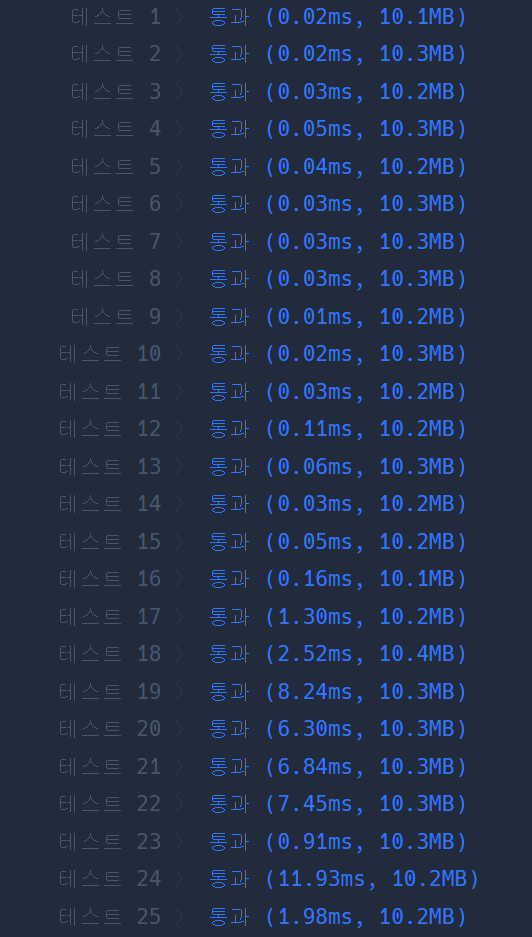 테스트 1 〉 통과 (0.02ms, 10.1MB)
테스트 2 〉 통과 (0.02ms, 10.3MB)
테스트 3 〉 통과 (0.03ms, 10.2MB)
테스트 4 〉 통과 (0.05ms, 10.3MB)
테스트 5 〉 통과 (0.04ms, 10.2MB)
테스트 6 〉 통과 (0.03ms, 10.3MB)
테스트 7 〉 통과 (0.03ms, 10.3MB)
테스트 8 〉 통과 (0.03ms, 10.3MB)
테스트 9 〉 통과 (0.01ms, 10.2MB)
테스트 10 〉 통과 (0.02ms, 10.3MB)
테스트 11 〉 통과 (0.03ms, 10.2MB)
테스트 12 〉 통과 (0.11ms, 10.2MB)
테스트 13 〉 통과 (0.06ms, 10.3MB)
테스트 14 〉 통과 (0.03ms, 10.2MB)
테스트 15 〉 통과 (0.05ms, 10.2MB)
테스트 16 〉 통과 (0.16ms, 10.1MB)
테스트 17 〉 통과 (1.30ms, 10.2MB)
테스트 18 〉 통과 (2.52ms, 10.4MB)
테스트 19 〉 통과 (8.24ms, 10.3MB)
테스트 20 〉 통과 (6.30ms, 10.3MB)
테스트 21 〉 통과 (6.84ms, 10.3MB)
테스트 22 〉 통과 (7.45ms, 10.3MB)
테스트 23 〉 통과 (0.91ms, 10.3MB)
테스트 24 〉 통과 (11.93ms, 10.2MB)
테스트 25 〉 통과 (1.98ms, 10.2MB)